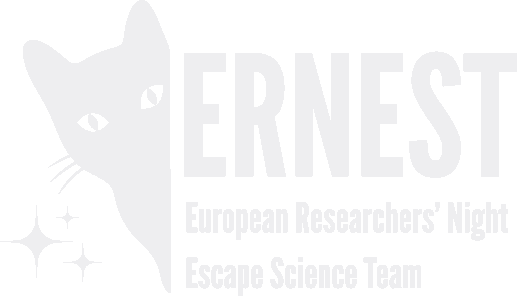 ERNEST
European Researchers’ Night
Escape Science Team